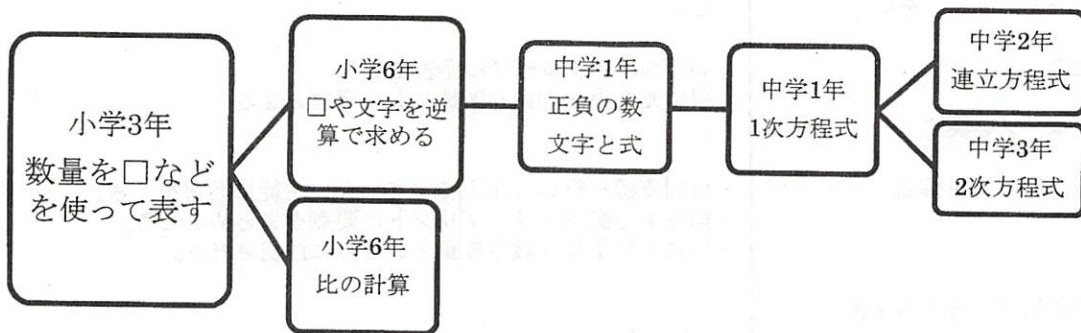 小学3年
数量を□など
を使って表す
小学6年
□や文字を逆
算で求める
小学6年
比の計算
中学1年
正負の数
文字と式
中学1年
1次方程式
中学2年
連立方程式
中学3年
2次方程式